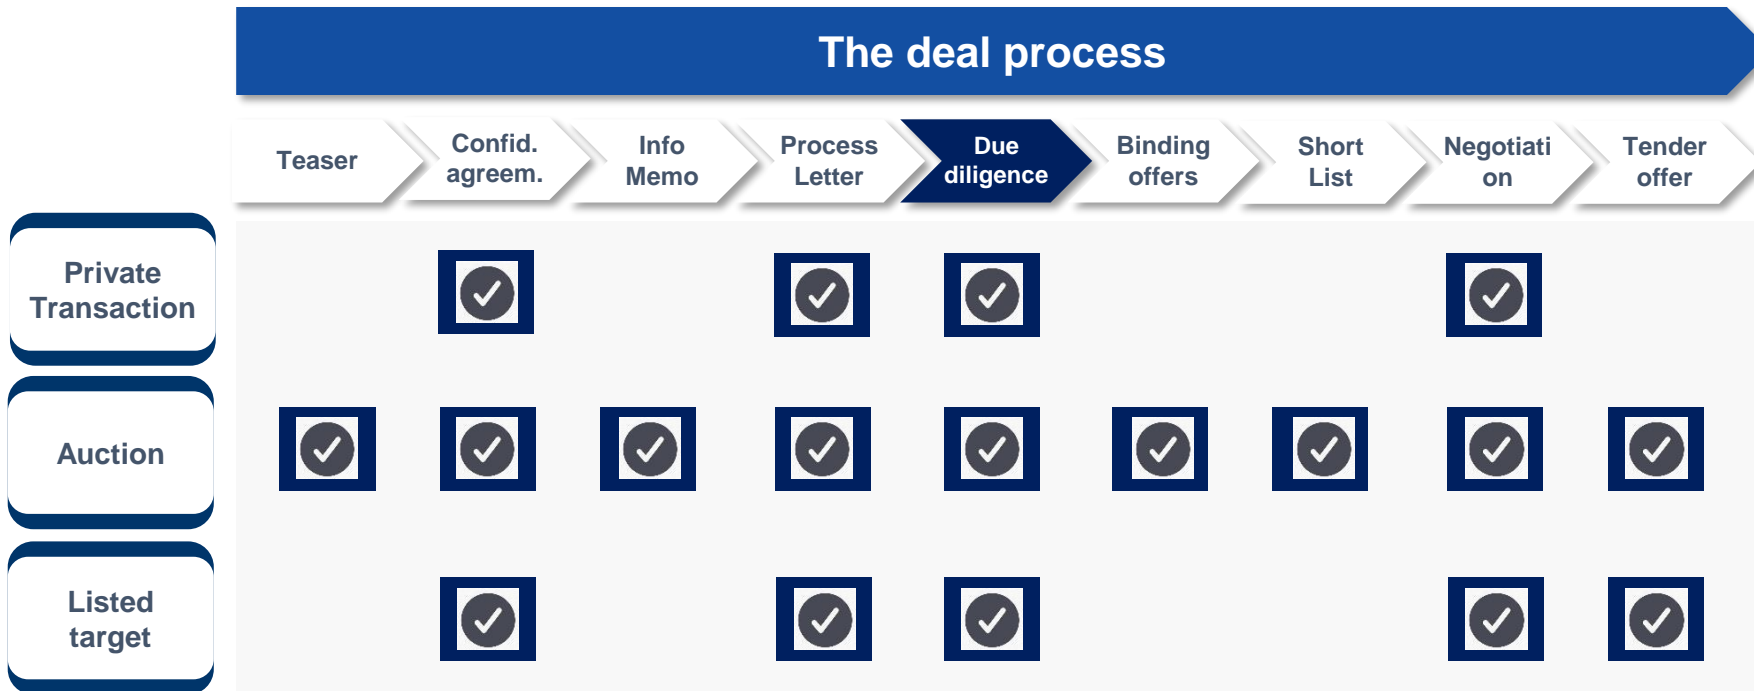 The deal process
Teaser
Confid.
agreem.
Info
Memo
Process
Letter
Due
diligence
Binding
offers
Short
List
Negotiati
on
Tender
offer
Private
Transaction
Auction
Listed
target